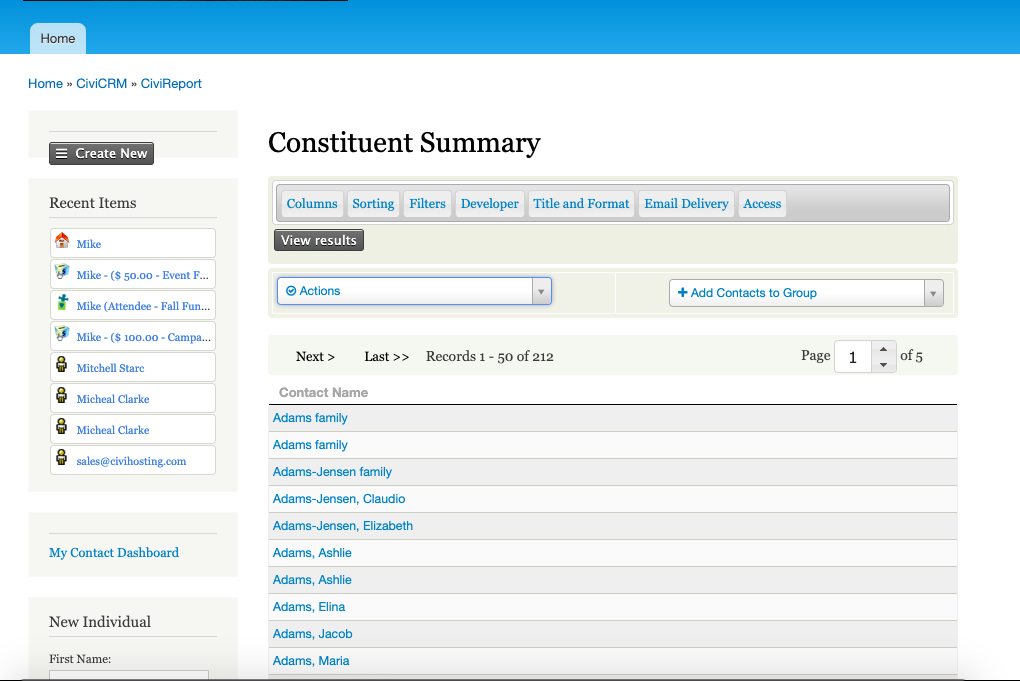 Home
Home » CiviCRM » CiviReport
Create New
Recent Items
Mike
Mike - ($ 50.00 - Event F...
Mike (Attendee - Fall Fun...
Mike - ($ 100.00 - Campa...
Mitchell Starc
Micheal Clarke
Micheal Clarke
sales@civihosting.com
My Contact Dashboard
New Individual
First Name:
Constituent Summary
Columns Sorting Filters Developer Title and Format Email Delivery Access
View results
Actions
Add Contacts to Group
Next > Last >> Records 1 - 50 of 212 Page 1 of 5
Contact Name
Adams family
Adams family
Adams-Jensen family
Adams-Jensen, Claudio
Adams-Jensen, Elizabeth
Adams, Ashlie
Adams, Ashlie
Adams, Elina
Adams, Jacob
Adams, Maria